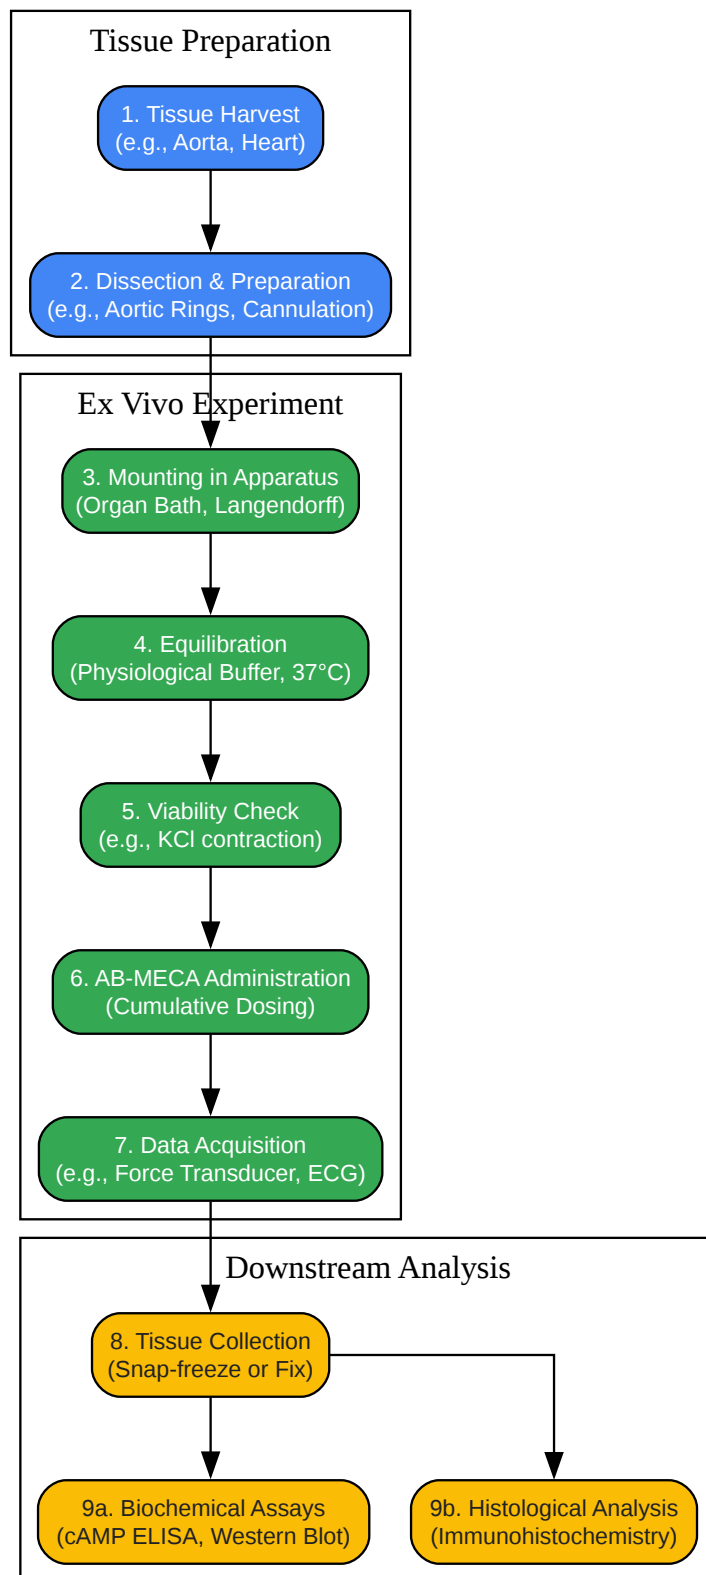 Tissue Preparation
1. Tissue Harvest
(e.g., Aorta, Heart)
2. Dissection & Preparation
(e.g., Aortic Rings, Cannulation)
Ex Vivo Experiment
3. Mounting in Apparatus
(Organ Bath, Langendorff)
4. Equilibration
(Physiological Buffer, 37°C)
5. Viability Check
(e.g., KCl contraction)
6. AB-MECA Administration
(Cumulative Dosing)
7. Data Acquisition
(e.g., Force Transducer, ECG)
Downstream Analysis
8. Tissue Collection
(Snap-freeze or Fix)
9a. Biochemical Assays
(cAMP ELISA, Western Blot)
9b. Histological Analysis
(Immunohistochemistry)